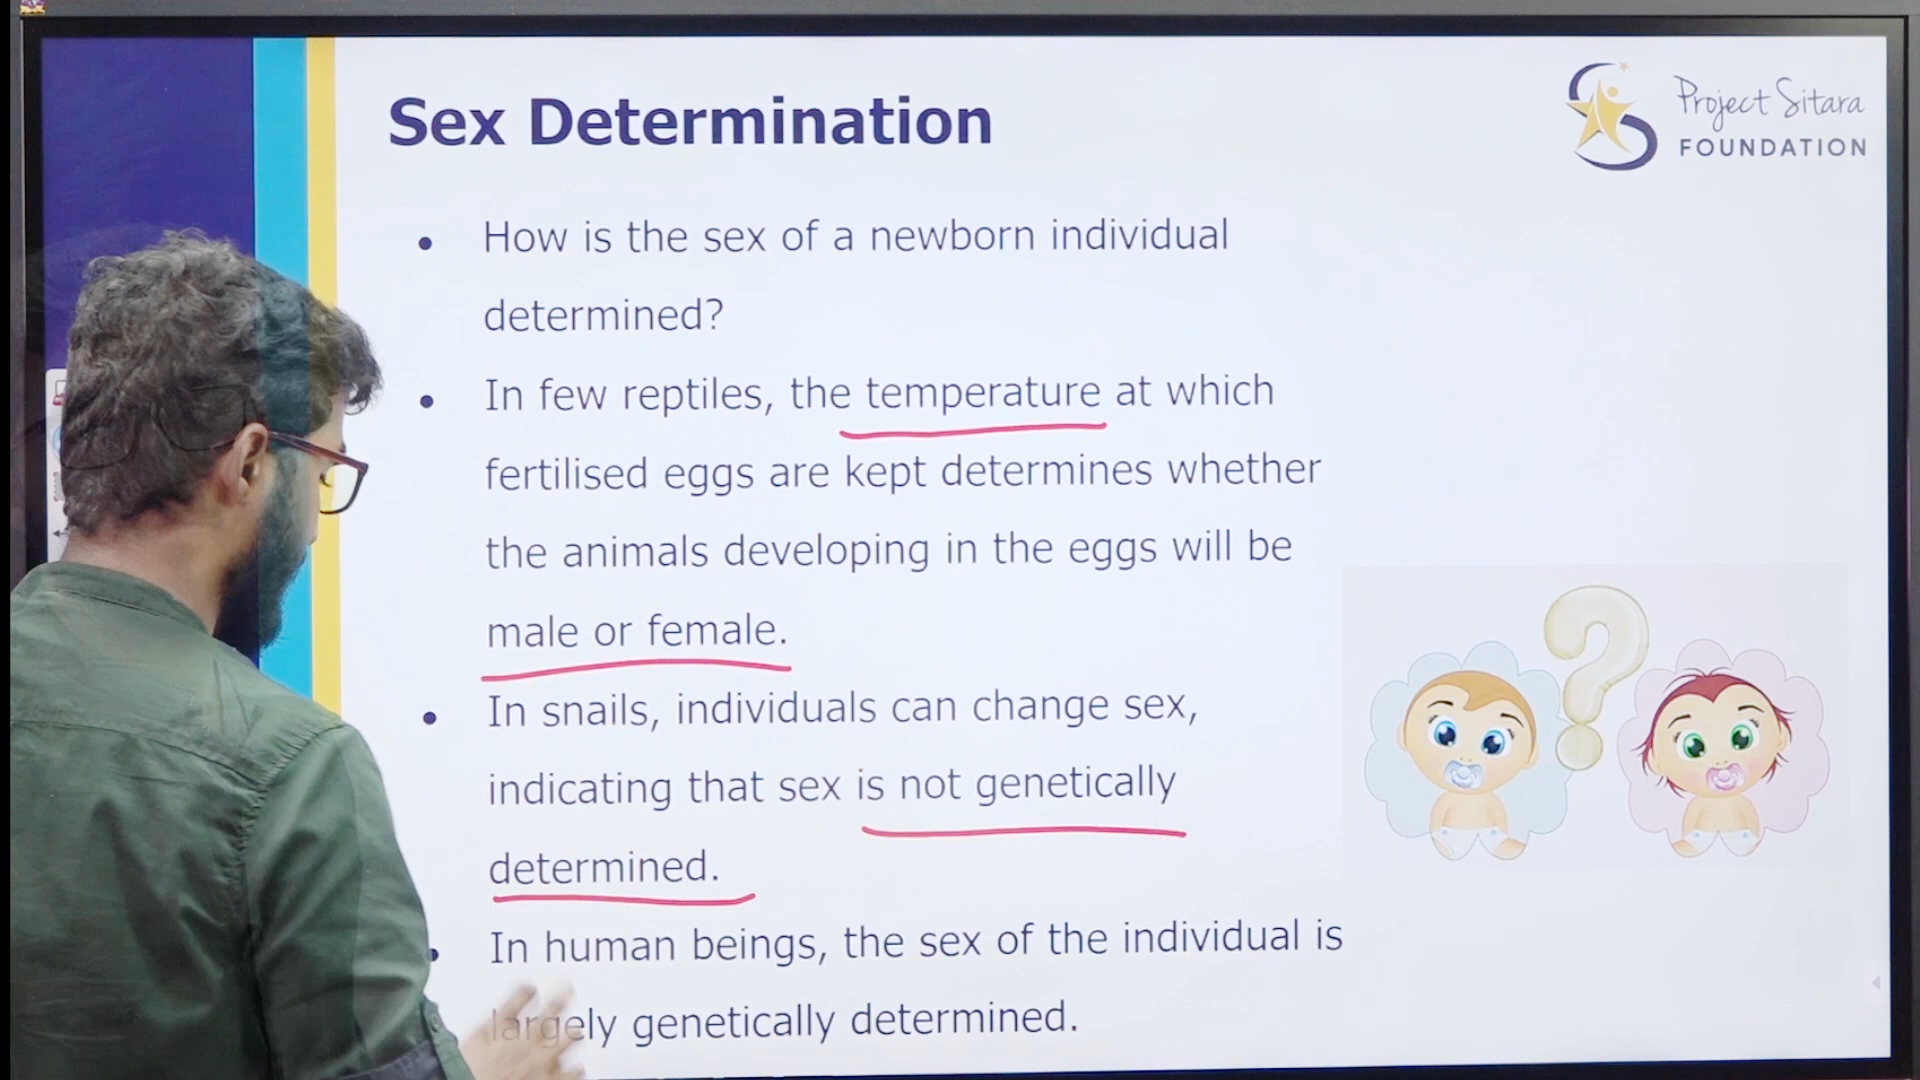 Sex Determination
Project Sitara
FOUNDATION
How is the sex of a newborn individual
determined?
In few reptiles, the temperature at which
fertilised eggs are kept determines whether
the animals developing in the eggs will be
male or female.
In snails, individuals can change sex,
indicating that sex is not genetically
determined.
In human beings, the sex of the individual is
largely genetically determined.